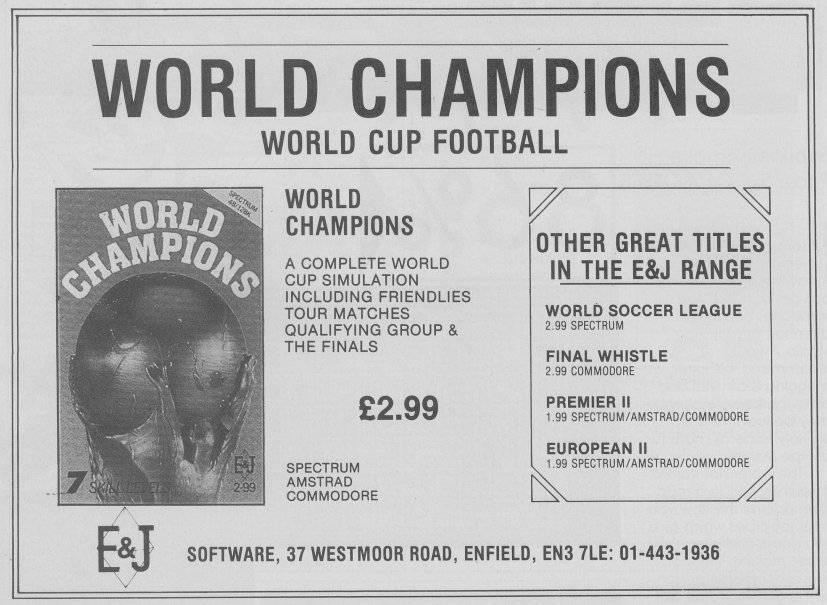 WORLD CHAMPIONS
WORLD CUP FOOTBALL
SPECTRUM
48/128K
WORLD
CHAMPIONS
7 SKILL LEVELS
E&J
2·99
WORLD
CHAMPIONS
A COMPLETE WORLD
CUP SIMULATION
INCLUDING FRIENDLIES
TOUR MATCHES
QUALIFYING GROUP &
THE FINALS
£2.99
SPECTRUM
AMSTRAD
COMMODORE
OTHER GREAT TITLES
IN THE E&J RANGE
WORLD SOCCER LEAGUE
2.99 SPECTRUM
FINAL WHISTLE
2.99 COMMODORE
PREMIER II
1.99 SPECTRUM/AMSTRAD/COMMODORE
EUROPEAN II
1.99 SPECTRUM/AMSTRAD/COMMODORE
E&J
SOFTWARE, 37 WESTMOOR ROAD, ENFIELD, EN3 7LE: 01-443-1936